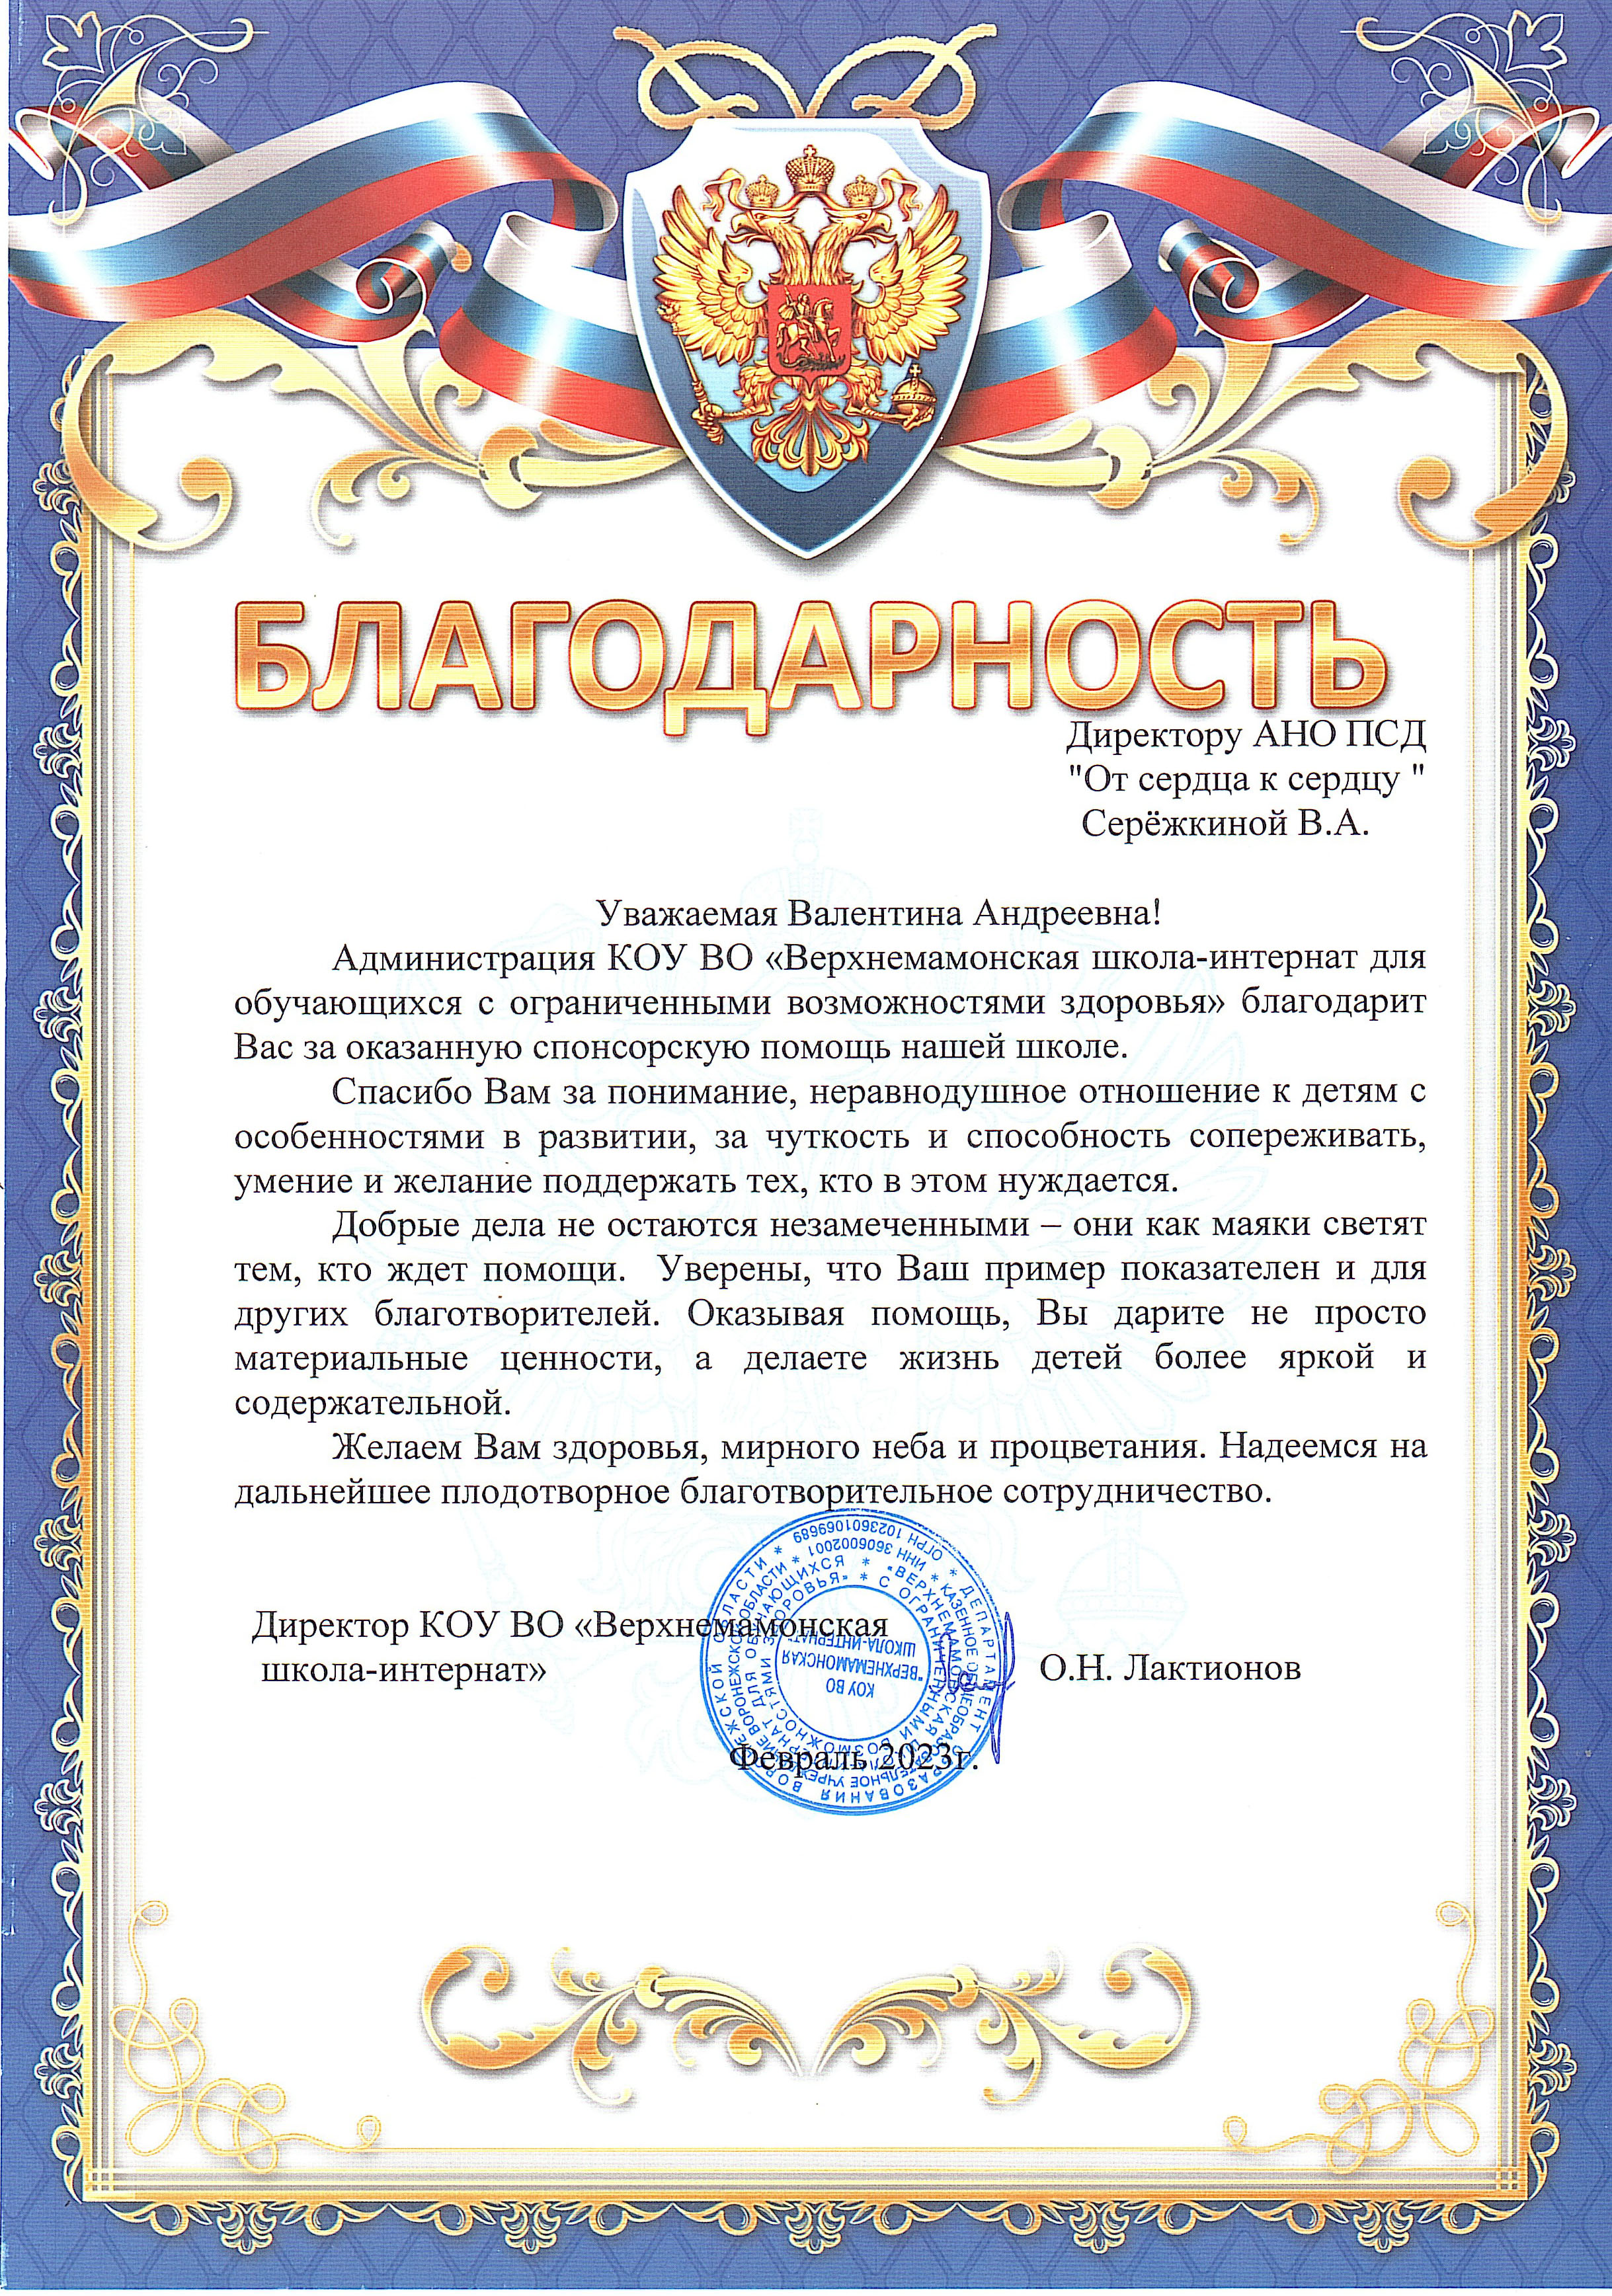 БЛАГОДАРНОСТЬ
Директору АНО ПСД
"От сердца к сердцу "
Серёжкиной В.А.
Уважаемая Валентина Андреевна!
Администрация КОУ ВО «Верхнемамонская школа-интернат для
обучающихся с ограниченными возможностями здоровья» благодарит
Вас за оказанную спонсорскую помощь нашей школе.
Спасибо Вам за понимание, неравнодушное отношение к детям с
особенностями в развитии, за чуткость и способность сопереживать,
умение и желание поддержать тех, кто в этом нуждается.
Добрые дела не остаются незамеченными – они как маяки светят
тем, кто ждет помощи. Уверены, что Ваш пример показателен и для
других благотворителей. Оказывая помощь, Вы дарите не просто
материальные ценности, а делаете жизнь детей более яркой и
содержательной.
Желаем Вам здоровья, мирного неба и процветания. Надеемся на
дальнейшее плодотворное благотворительное сотрудничество.
Директор КОУ ВО «Верхнемамонская
школа-интернат»
О.Н. Лактионов
Февраль 2023г.
* ДЕПАРТАМЕНТ ОБРАЗОВАНИЯ ВОРОНЕЖСКОЙ ОБЛАСТИ * ОГРН 1023601069689
* КАЗЕННОЕ ОБЩЕОБРАЗОВАТЕЛЬНОЕ УЧРЕЖДЕНИЕ ВОРОНЕЖСКОЙ ОБЛАСТИ * ИНН 3606002001
«ВЕРХНЕМАМОНСКАЯ ШКОЛА-ИНТЕРНАТ ДЛЯ ОБУЧАЮЩИХСЯ *
С ОГРАНИЧЕННЫМИ ВОЗМОЖНОСТЯМИ ЗДОРОВЬЯ» *
КОУ ВО
"ВЕРХНЕМАМОНСКАЯ
ШКОЛА-ИНТЕРНАТ"